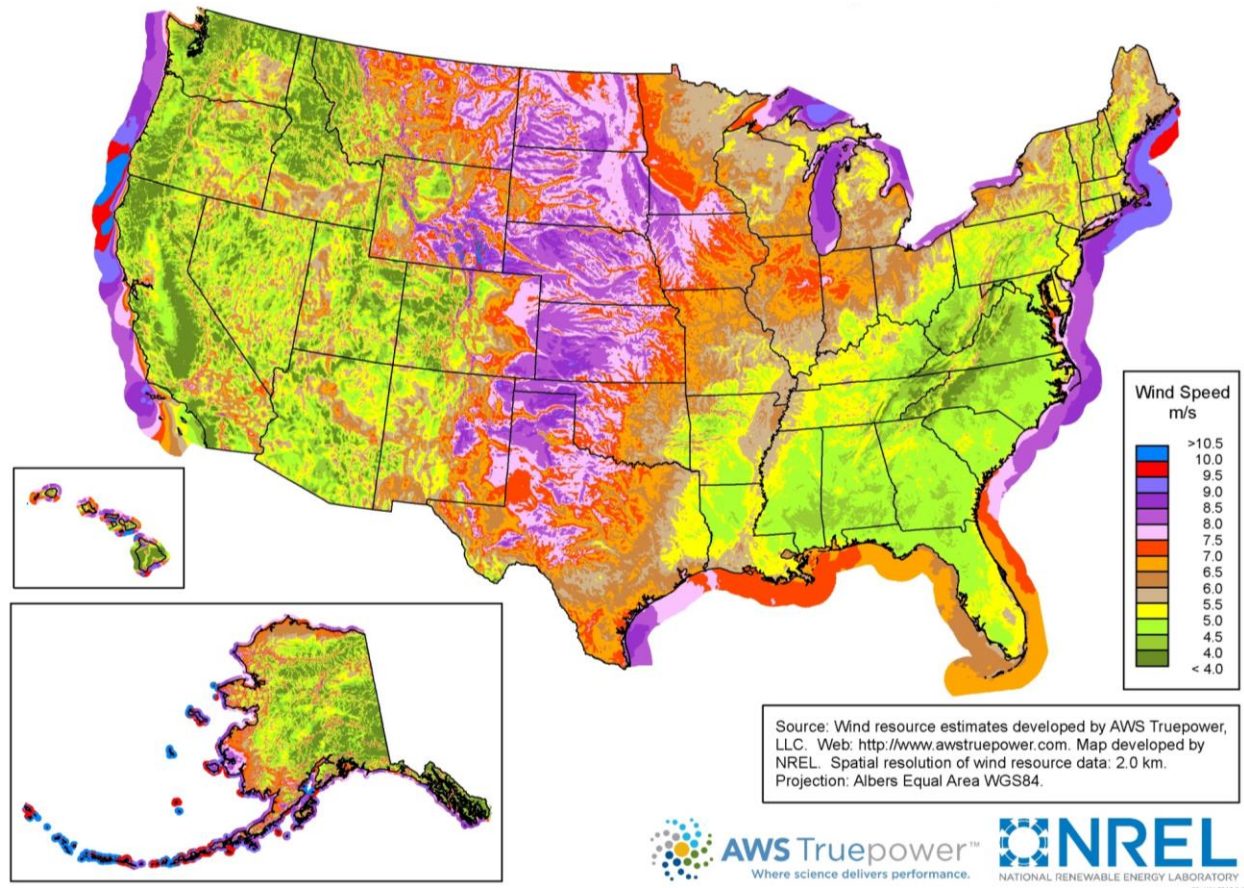 Wind Speed
m/s
>10.5
10.0
9.5
9.0
8.5
8.0
7.5
7.0
6.5
6.0
5.5
5.0
4.5
4.0
< 4.0
Source: Wind resource estimates developed by AWS Truepower,
LLC. Web: http://www.awstruepower.com. Map developed by
NREL. Spatial resolution of wind resource data: 2.0 km.
Projection: Albers Equal Area WGS84.
AWS Truepower™
Where science delivers performance.
NREL
NATIONAL RENEWABLE ENERGY LABORATORY